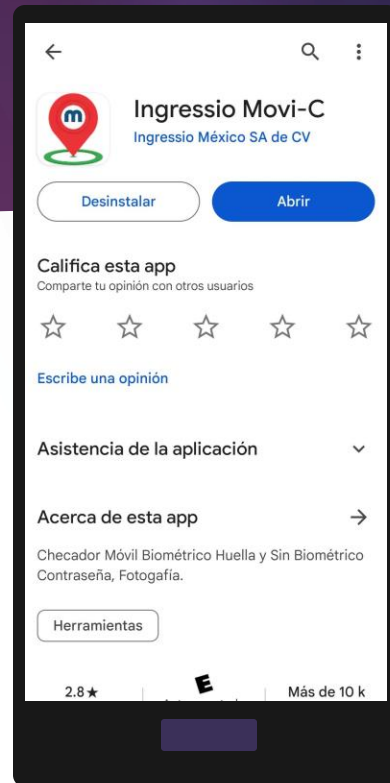 m
Ingressio Movi-C
Ingressio México SA de CV
Desinstalar
Abrir
Califica esta app
Comparte tu opinión con otros usuarios
Escribe una opinión
Asistencia de la aplicación
Acerca de esta app
Checador Móvil Biométrico Huella y Sin Biométrico
Contraseña, Fotogafía.
Herramientas
2.8★
E
Más de 10 k